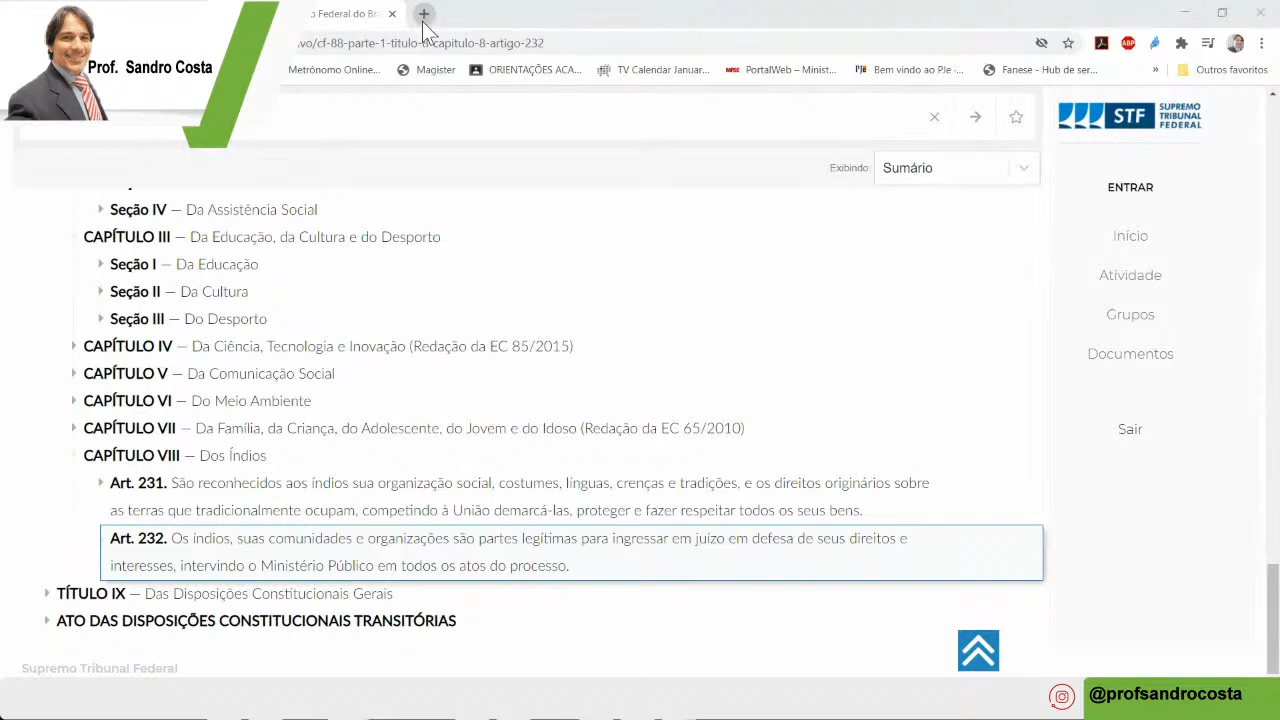 Prof. Sandro Costa
o Federal do Bra
vo/cf-88-parte-1-titulo-8-capitulo-8-artigo-232
Metrónomo Online...
Magister
ORIENTAÇÕES ACA...
TV Calendar Januar...
MPSE
PortalWeb – Minist...
PJe
Bem vindo ao PJe ·...
Fanese - Hub de ser...
»
Outros favoritos
ABP
STF SUPREMO TRIBUNAL FEDERAL
Exibindo: Sumário
ENTRAR
Início
Atividade
Grupos
Documentos
Sair
Seção IV — Da Assistência Social
CAPÍTULO III — Da Educação, da Cultura e do Desporto
Seção I — Da Educação
Seção II — Da Cultura
Seção III — Do Desporto
CAPÍTULO IV — Da Ciência, Tecnologia e Inovação (Redação da EC 85/2015)
CAPÍTULO V — Da Comunicação Social
CAPÍTULO VI — Do Meio Ambiente
CAPÍTULO VII — Da Família, da Criança, do Adolescente, do Jovem e do Idoso (Redação da EC 65/2010)
CAPÍTULO VIII — Dos Índios
Art. 231. São reconhecidos aos índios sua organização social, costumes, línguas, crenças e tradições, e os direitos originários sobre
as terras que tradicionalmente ocupam, competindo à União demarcá-las, proteger e fazer respeitar todos os seus bens.
Art. 232. Os índios, suas comunidades e organizações são partes legítimas para ingressar em juízo em defesa de seus direitos e
interesses, intervindo o Ministério Público em todos os atos do processo.
TÍTULO IX — Das Disposições Constitucionais Gerais
ATO DAS DISPOSIÇÕES CONSTITUCIONAIS TRANSITÓRIAS
Supremo Tribunal Federal
@profsandrocosta